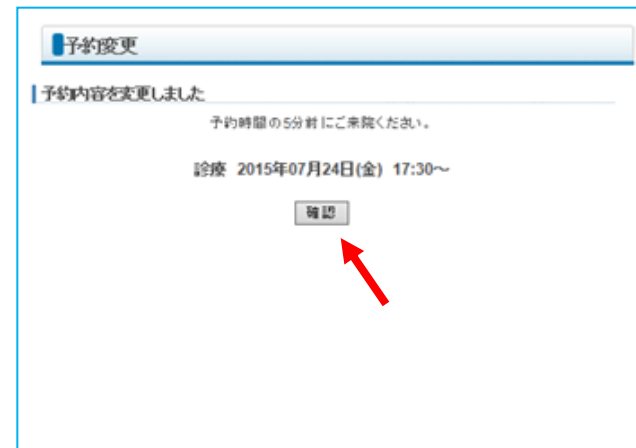 予約変更
予約内容を変更しました
予約時間の5分前にご来院ください。
診療 2015年07月24日(金) 17:30～
確認